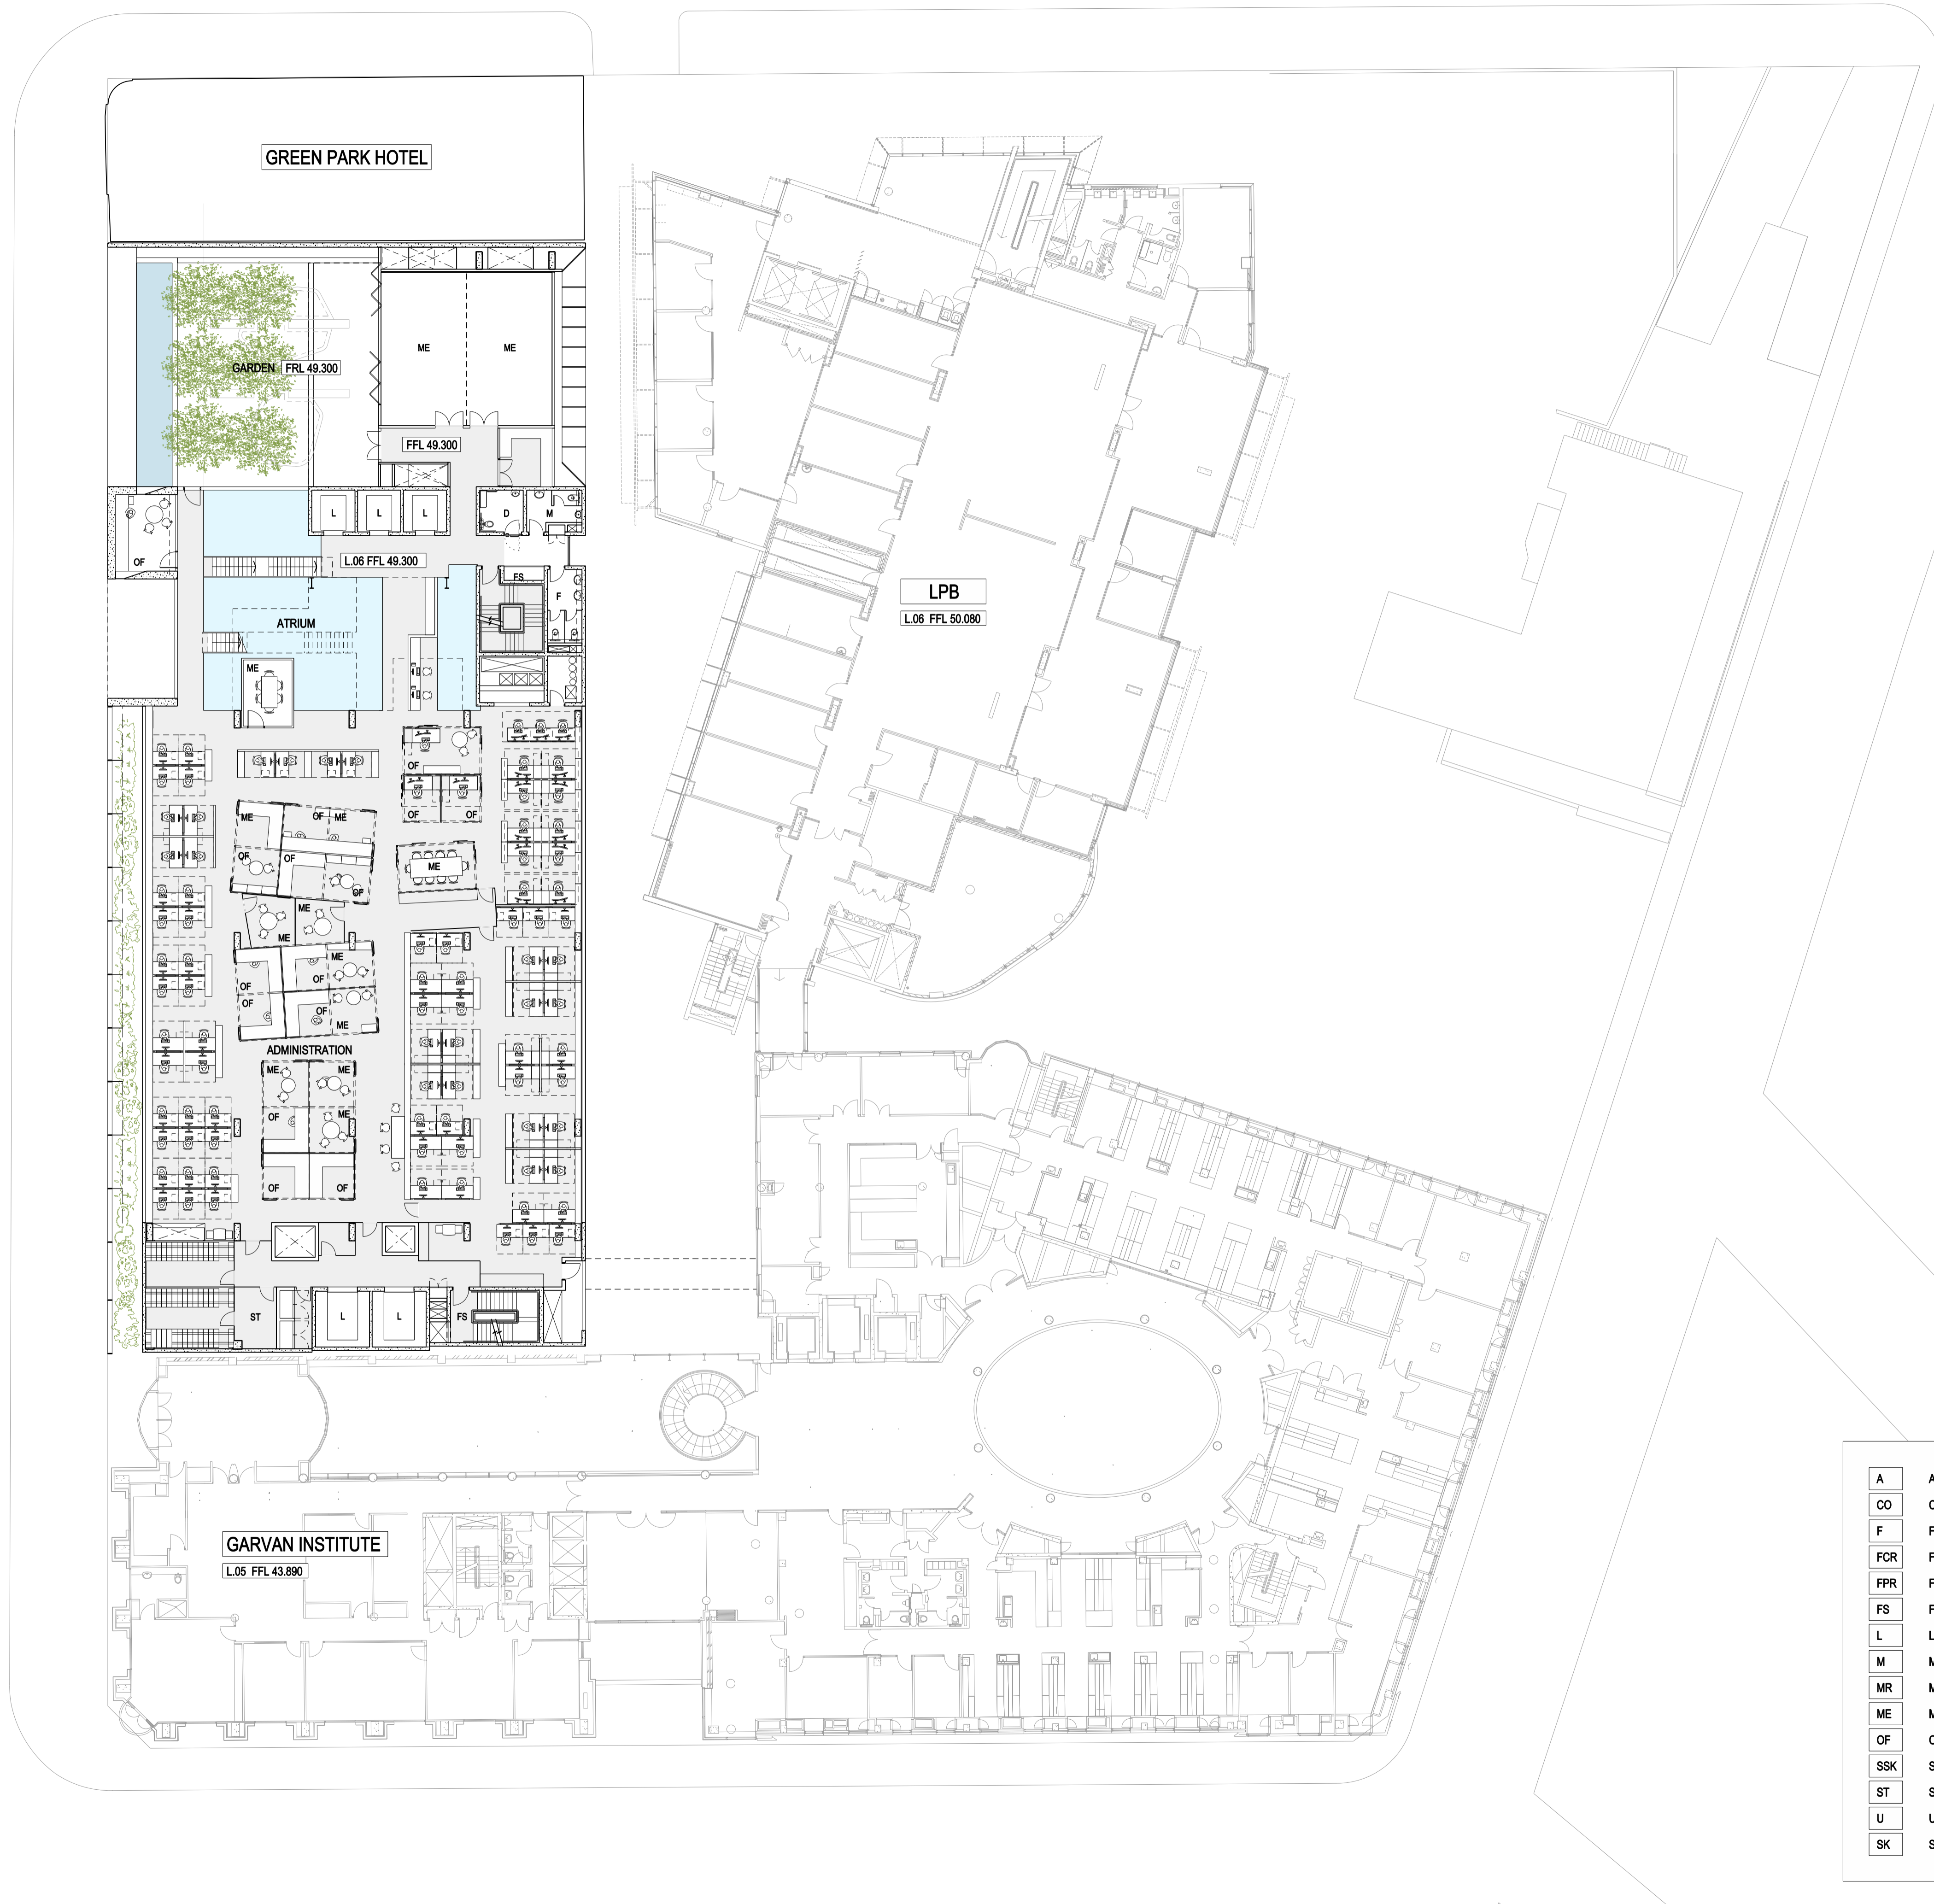 GREEN PARK HOTEL
ME ME
GARDEN FRL 49.300
FFL 49.300
L L L D M
OF
L.06 FFL 49.300
FS
F
LPB
L.06 FFL 50.080
ATRIUM
ME
OF
OF OF
ME OF ME
OF OF
OF
ME
ME
ME
ME
OF OF
OF
OF
ME
ADMINISTRATION
ME ME
OF ME
OF OF
ST L L FS
GARVAN INSTITUTE
L.05 FFL 43.890
A
CO
F
FCR
FPR
FS
L
M
MR
ME
OF
SSK
ST
U
SK